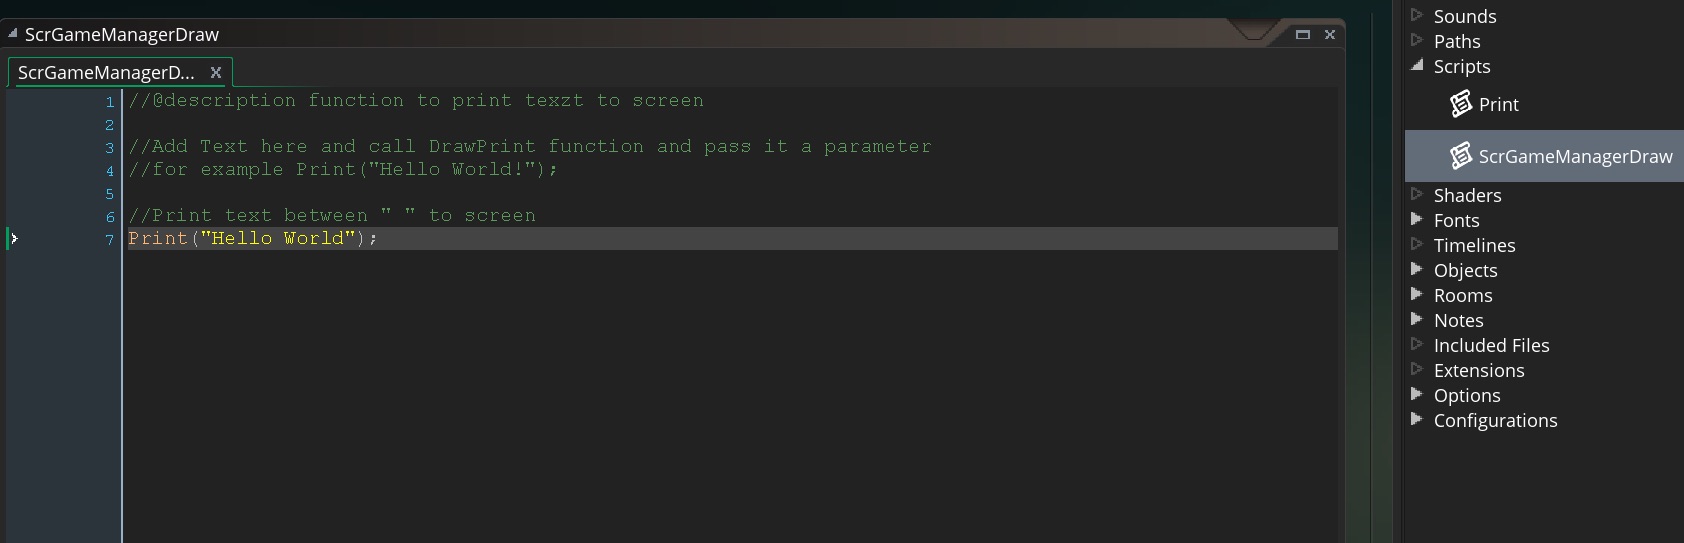 ScrGameManagerDraw
ScrGameManagerD... X
1 //@description function to print texzt to screen
2
3 //Add Text here and call DrawPrint function and pass it a parameter
4 //for example Print("Hello World!");
5
6 //Print text between " " to screen
7 Print("Hello World");
Sounds
Paths
Scripts
Print
ScrGameManagerDraw
Shaders
Fonts
Timelines
Objects
Rooms
Notes
Included Files
Extensions
Options
Configurations